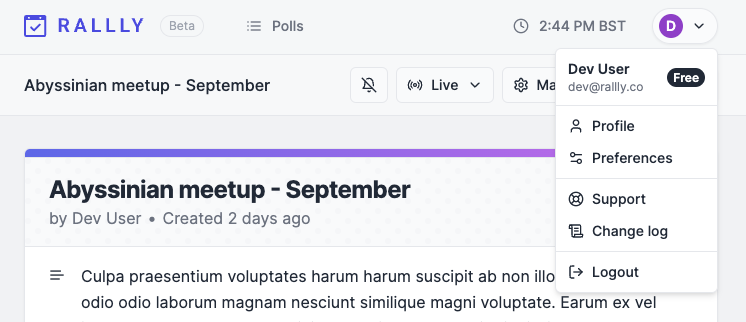 RALLLY Beta Polls 2:44 PM BST D
Abyssinian meetup - September Live Ma
Dev User Free
dev@rallly.co
Profile
Preferences
Support
Change log
Logout
Abyssinian meetup - September
by Dev User • Created 2 days ago
Culpa praesentium voluptates harum harum suscipit ab non illo
odio odio laborum magnam nesciunt similique magni voluptate. Earum ex vel